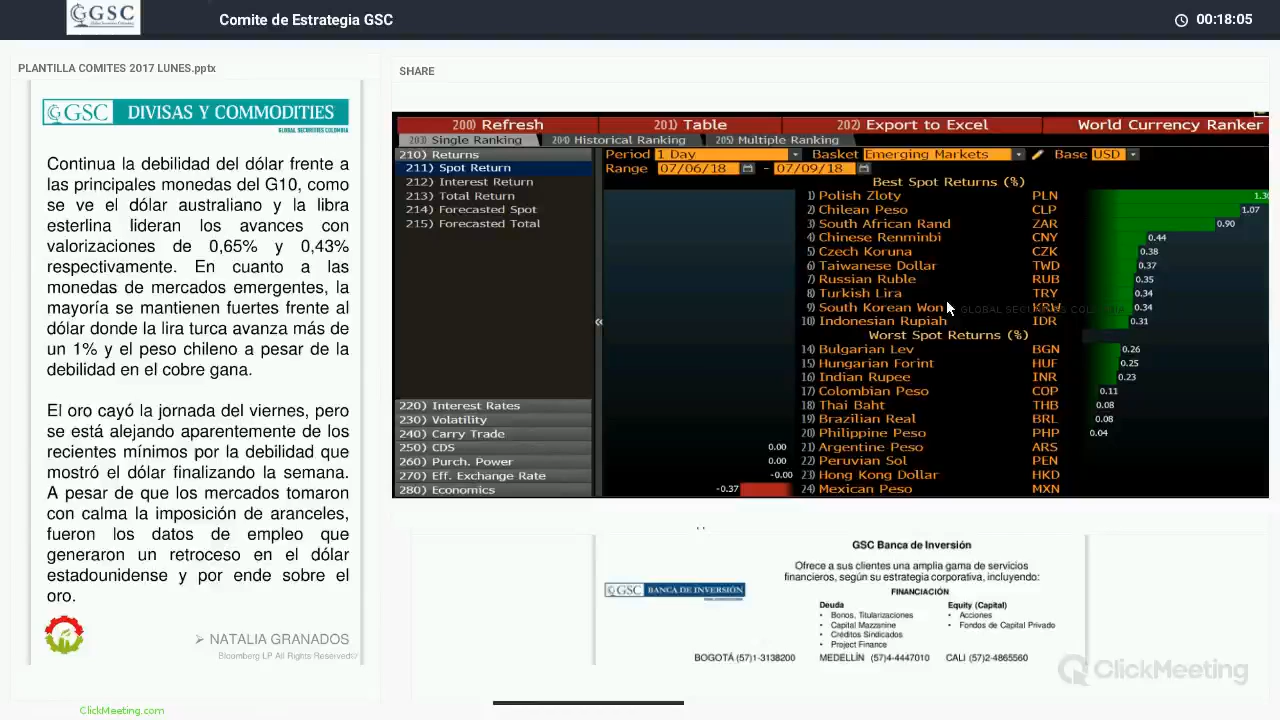 GSC
Comite de Estrategia GSC
00:18:05
PLANTILLA COMITES 2017 LUNES.pptx
GSC DIVISAS Y COMMODITIES
GLOBAL SECURITIES COLOMBIA
Continua la debilidad del dólar frente a
las principales monedas del G10, como
se ve el dólar australiano y la libra
esterlina lideran los avances con
valorizaciones de 0,65% y 0,43%
respectivamente. En cuanto a las
monedas de mercados emergentes, la
mayoría se mantienen fuertes frente al
dólar donde la lira turca avanza más de
un 1% y el peso chileno a pesar de la
debilidad en el cobre gana.
El oro cayó la jornada del viernes, pero
se está alejando aparentemente de los
recientes mínimos por la debilidad que
mostró el dólar finalizando la semana.
A pesar de que los mercados tomaron
con calma la imposición de aranceles,
fueron los datos de empleo que
generaron un retroceso en el dólar
estadounidense y por ende sobre el
oro.
➢ NATALIA GRANADOS
Bloomberg LP All Rights Reserved©
ClickMeeting.com
SHARE
200) Refresh 201) Table 202) Export to Excel World Currency Ranker
203) Single Ranking 204) Historical Ranking 205) Multiple Ranking
210) Returns
211) Spot Return
212) Interest Return
213) Total Return
214) Forecasted Spot
215) Forecasted Total
220) Interest Rates
230) Volatility
240) Carry Trade
250) CDS
260) Purch. Power
270) Eff. Exchange Rate
280) Economics
Period 1 Day Basket Emerging Markets Base USD
Range 07/06/18 - 07/09/18
Best Spot Returns (%)
1) Polish Zloty PLN
2) Chilean Peso CLP 1.07
3) South African Rand ZAR 0.90
4) Chinese Renminbi CNY 0.44
5) Czech Koruna CZK 0.38
6) Taiwanese Dollar TWD 0.37
7) Russian Ruble RUB 0.35
8) Turkish Lira TRY 0.34
9) South Korean Won KRW 0.34
GLOBAL SECURITIES COLOMBIA
10) Indonesian Rupiah IDR 0.31
Worst Spot Returns (%)
14) Bulgarian Lev BGN 0.26
15) Hungarian Forint HUF 0.25
16) Indian Rupee INR 0.23
17) Colombian Peso COP 0.11
18) Thai Baht THB 0.08
19) Brazilian Real BRL 0.08
20) Philippine Peso PHP 0.04
0.00 21) Argentine Peso ARS
0.00 22) Peruvian Sol PEN
-0.00 23) Hong Kong Dollar HKD
-0.37 24) Mexican Peso MXN
GSC BANCA DE INVERSIÓN
GSC Banca de Inversión
Ofrece a sus clientes una amplia gama de servicios
financieros, según su estrategia corporativa, incluyendo:
FINANCIACIÓN
Deuda
• Bonos, Titularizaciones
• Capital Mazzanine
• Créditos Sindicados
• Project Finance
Equity (Capital)
• Acciones
• Fondos de Capital Privado
BOGOTÁ (57)1-3138200 MEDELLÍN (57)4-4447010 CALI (57)2-4865560
ClickMeeting